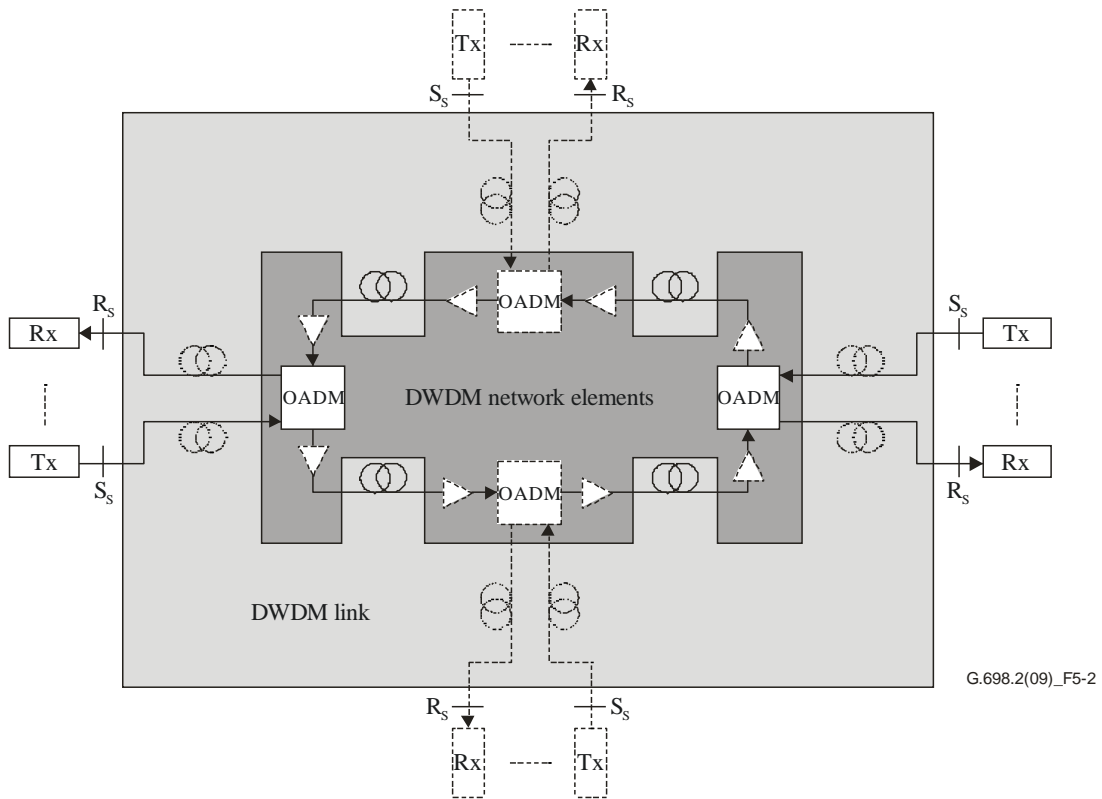 Tx Rx
S_S R_S
OADM
R_S S_S
Rx Tx
OADM DWDM network elements OADM
Tx Rx
S_S R_S
OADM
DWDM link
G.698.2(09)_F5-2
R_S S_S
Rx Tx